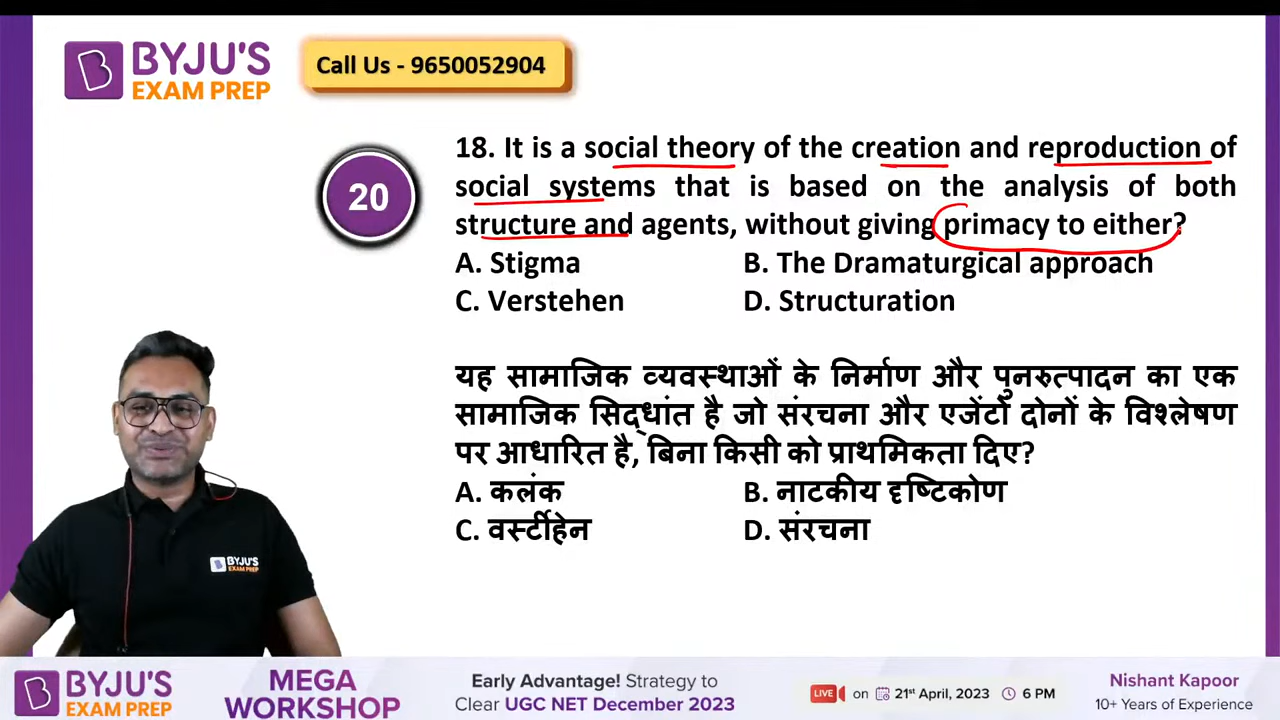 BYJU'S
EXAM PREP
Call Us - 9650052904
20
18. It is a social theory of the creation and reproduction of
social systems that is based on the analysis of both
structure and agents, without giving primacy to either?
A. Stigma B. The Dramaturgical approach
C. Verstehen D. Structuration
यह सामाजिक व्यवस्थाओं के निर्माण और पुनरुत्पादन का एक
सामाजिक सिद्धांत है जो संरचना और एजेंटों दोनों के विश्लेषण
पर आधारित है, बिना किसी को प्राथमिकता दिए?
A. कलंक B. नाटकीय दृष्टिकोण
C. वर्स्टीहेन D. संरचना
BYJU'S
EXAM PREP
BYJU'S
EXAM PREP
MEGA
WORKSHOP
Early Advantage! Strategy to
Clear UGC NET December 2023
LIVE on 21st April, 2023 6 PM
Nishant Kapoor
10+ Years of Experience